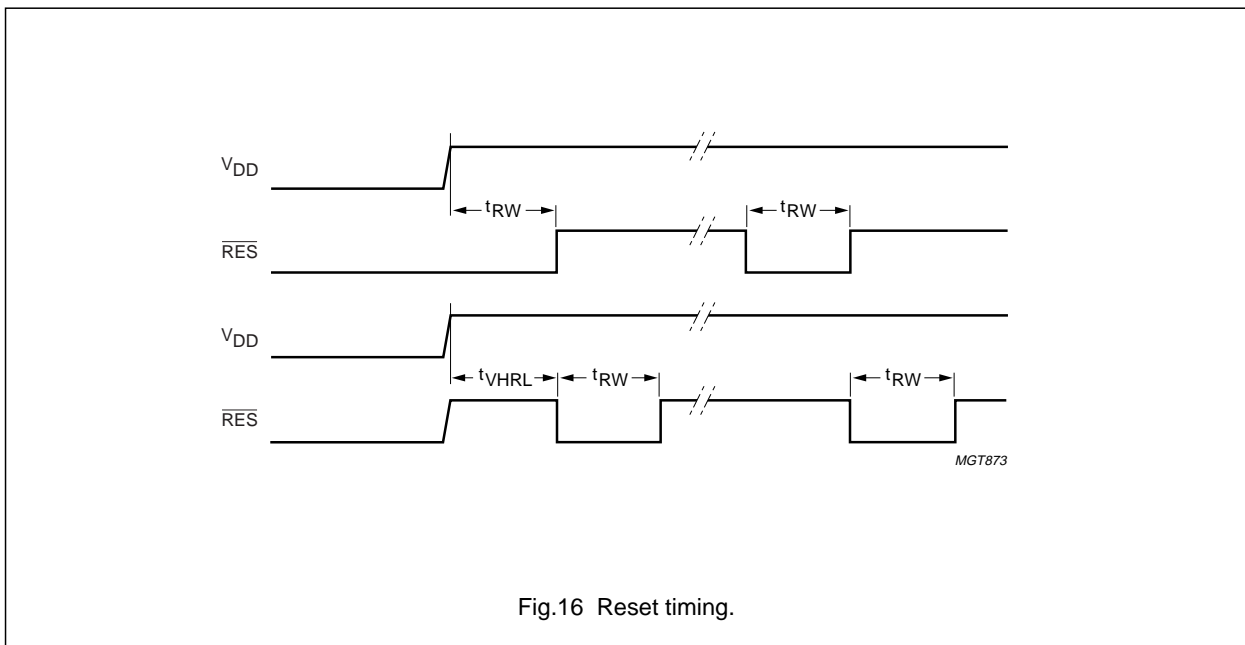 VDD
tRW tRW
RES
VDD
tVHRL tRW tRW
RES
MGT873
Fig.16 Reset timing.